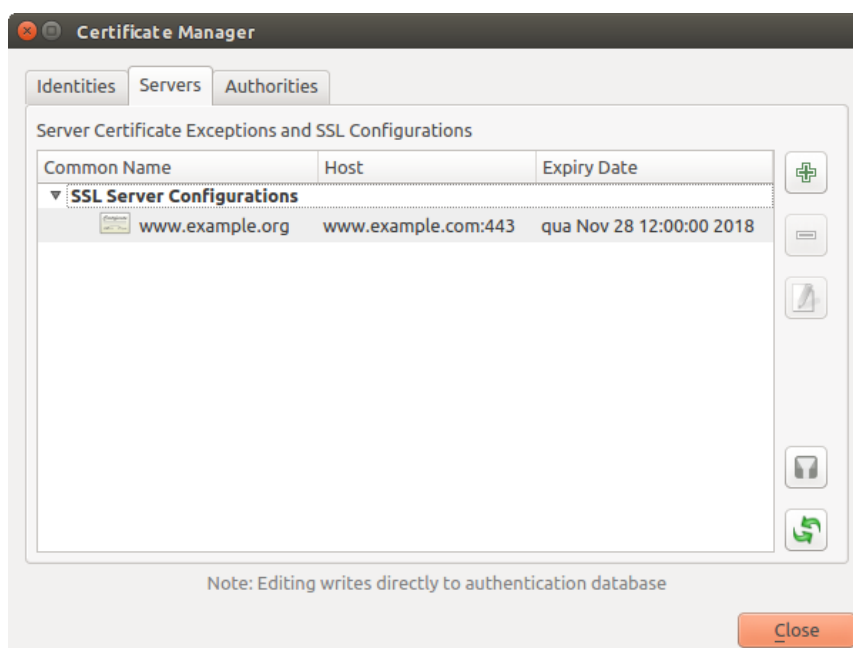 Certificate Manager
Identities Servers Authorities
Server Certificate Exceptions and SSL Configurations
Common Name Host Expiry Date
SSL Server Configurations
www.example.org www.example.com:443 qua Nov 28 12:00:00 2018
Note: Editing writes directly to authentication database
Close